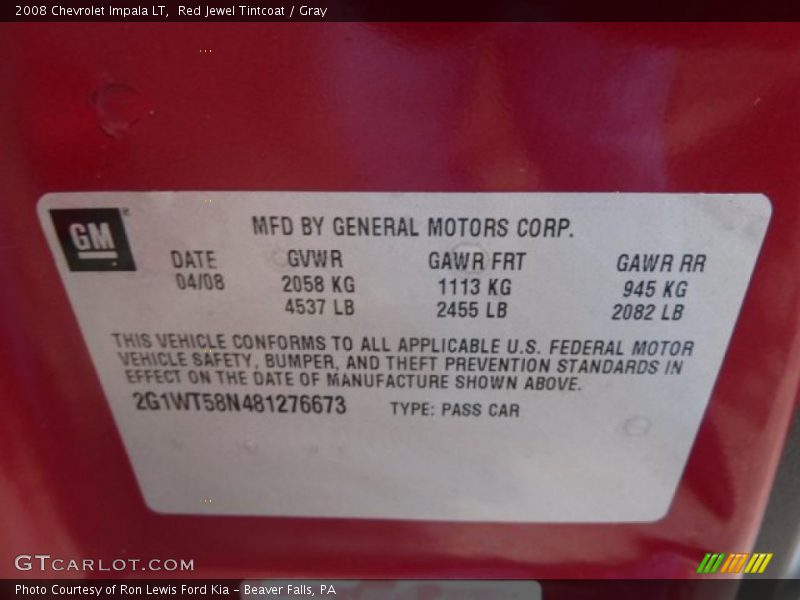 2008 Chevrolet Impala LT,  Red Jewel Tintcoat / Gray
GM
MFD BY GENERAL MOTORS CORP.
DATE GVWR GAWR FRT GAWR RR
04/08 2058 KG 1113 KG 945 KG
4537 LB 2455 LB 2082 LB
THIS VEHICLE CONFORMS TO ALL APPLICABLE U.S. FEDERAL MOTOR
VEHICLE SAFETY, BUMPER, AND THEFT PREVENTION STANDARDS IN
EFFECT ON THE DATE OF MANUFACTURE SHOWN ABOVE.
2G1WT58N481276673 TYPE: PASS CAR
GTCARLOT.COM
Photo Courtesy of Ron Lewis Ford Kia - Beaver Falls, PA